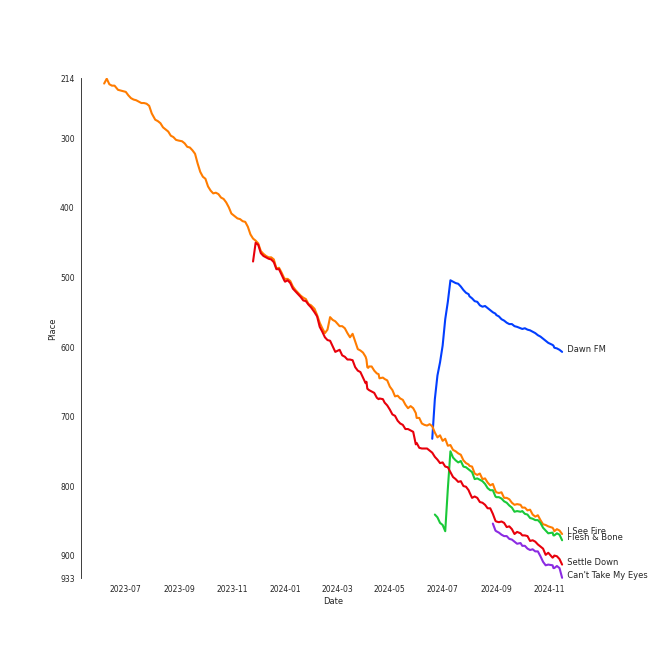 214
300
400
500
600
700
800
900
933
Place
2023-07
2023-09
2023-11
2024-01
2024-03
2024-05
2024-07
2024-09
2024-11
Date
Dawn FM
I See Fire
Flesh & Bone
Settle Down
Can't Take My Eyes